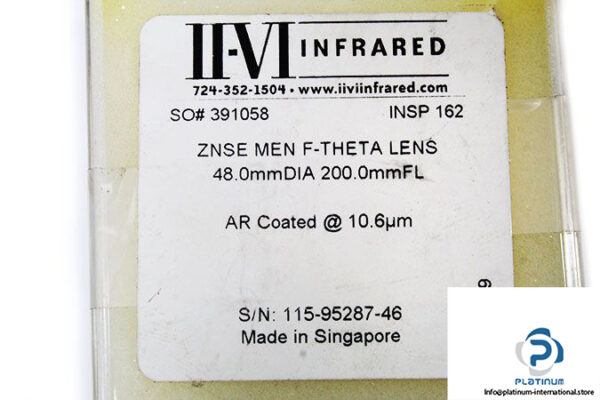 II-VI INFRARED
724-352-1504 • www.iiviinfrared.com
SO# 391058 INSP 162
ZNSE MEN F-THETA LENS
48.0mmDIA 200.0mmFL
AR Coated @ 10.6µm
S/N: 115-95287-46
Made in Singapore
PLATINUM
Info@platinum-international.store